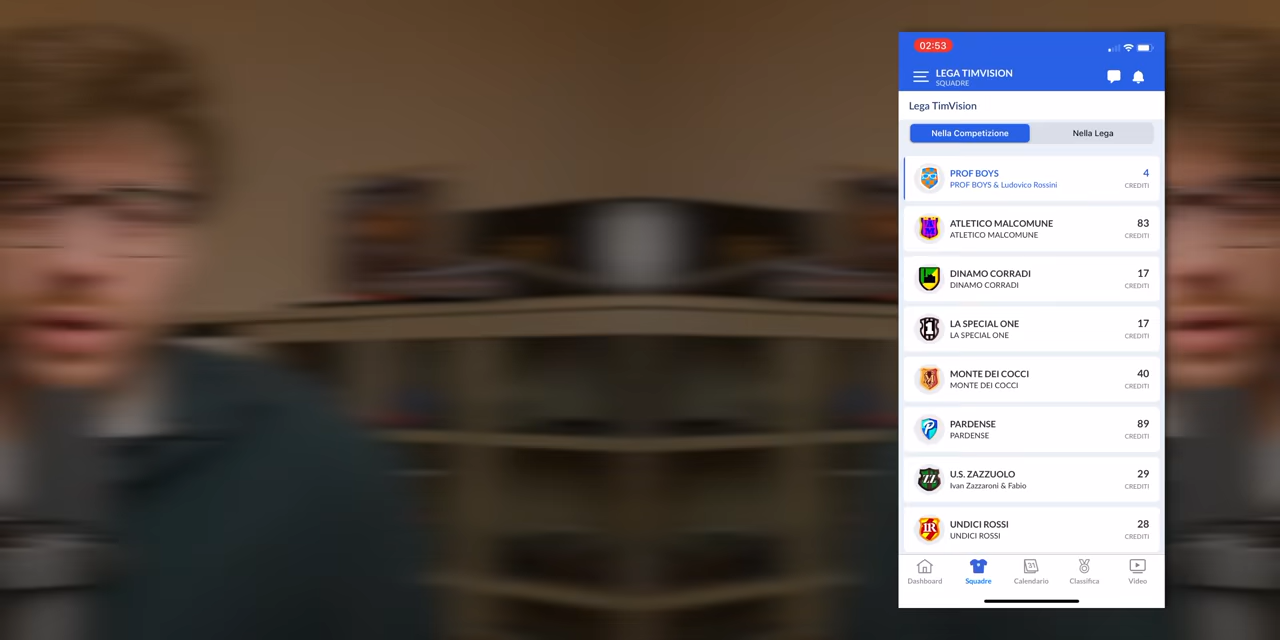 02:53
LEGA TIMVISION
SQUADRE
Lega TimVision
Nella Competizione
Nella Lega
PROF BOYS
4
PROF BOYS & Ludovico Rossini
CREDITI
ATLETICO MALCOMUNE
83
ATLETICO MALCOMUNE
CREDITI
DINAMO CORRADI
17
DINAMO CORRADI
CREDITI
LA SPECIAL ONE
17
LA SPECIAL ONE
CREDITI
MONTE DEI COCCI
40
MONTE DEI COCCI
CREDITI
PARDENSE
89
PARDENSE
CREDITI
U.S. ZAZZUOLO
29
Ivan Zazzaroni & Fabio
CREDITI
UNDICI ROSSI
28
UNDICI ROSSI
CREDITI
Dashboard
Squadre
Calendario
Classifica
Video